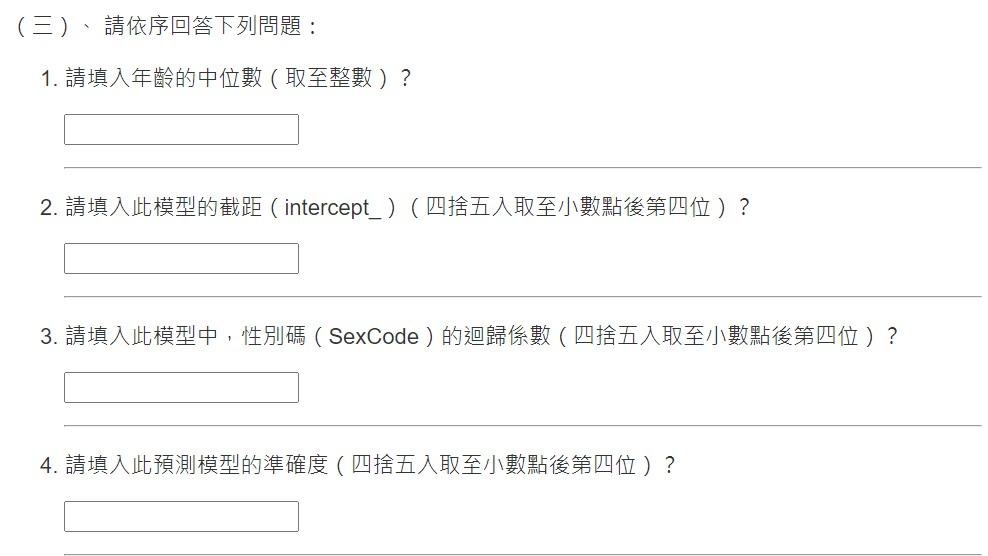 （三）、 請依序回答下列問題：
1. 請填入年齡的中位數（取至整數）？
2. 請填入此模型的截距（intercept_）（四捨五入取至小數點後第四位）？
3. 請填入此模型中，性別碼（SexCode）的迴歸係數（四捨五入取至小數點後第四位）？
4. 請填入此預測模型的準確度（四捨五入取至小數點後第四位）？